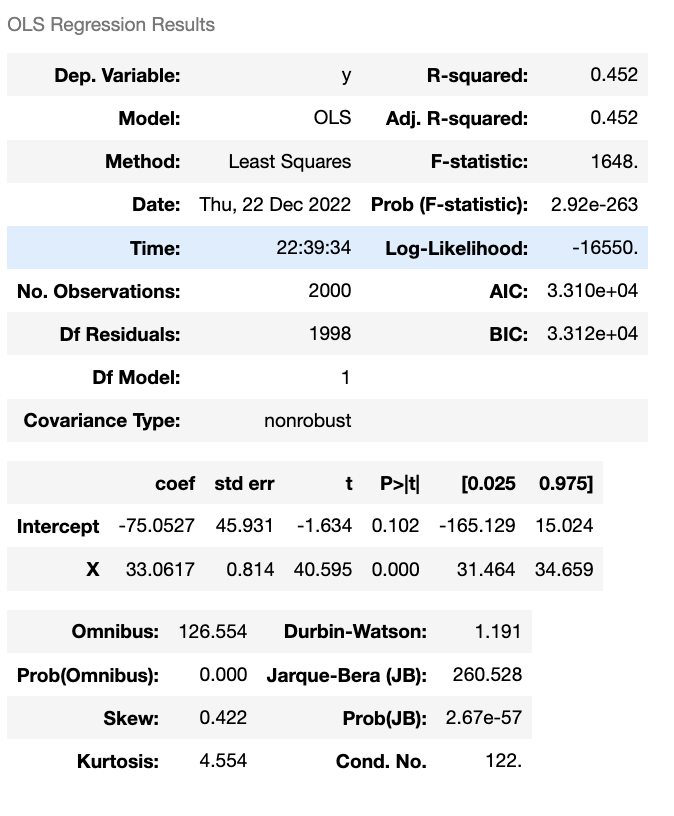 OLS Regression Results
Dep. Variable: y R-squared: 0.452
Model: OLS Adj. R-squared: 0.452
Method: Least Squares F-statistic: 1648.
Date: Thu, 22 Dec 2022 Prob (F-statistic): 2.92e-263
Time: 22:39:34 Log-Likelihood: -16550.
No. Observations: 2000 AIC: 3.310e+04
Df Residuals: 1998 BIC: 3.312e+04
Df Model: 1
Covariance Type: nonrobust
coef std err t P>|t| [0.025 0.975]
Intercept -75.0527 45.931 -1.634 0.102 -165.129 15.024
X 33.0617 0.814 40.595 0.000 31.464 34.659
Omnibus: 126.554 Durbin-Watson: 1.191
Prob(Omnibus): 0.000 Jarque-Bera (JB): 260.528
Skew: 0.422 Prob(JB): 2.67e-57
Kurtosis: 4.554 Cond. No. 122.